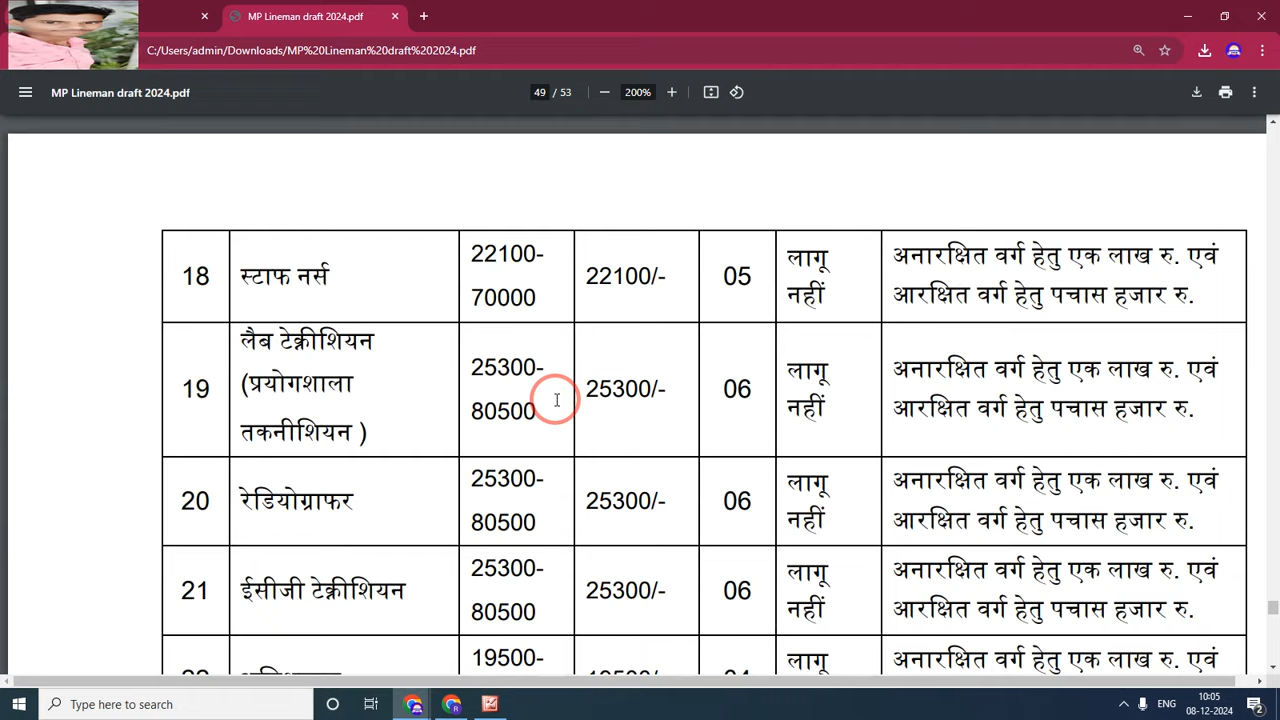 MP Lineman draft 2024.pdf
C:/Users/admin/Downloads/MP%20Lineman%20draft%202024.pdf
MP Lineman draft 2024.pdf
49 / 53
200%
18 स्टाफ नर्स 22100-70000 22100/- 05 लागू नहीं अनारक्षित वर्ग हेतु एक लाख रु. एवं आरक्षित वर्ग हेतु पचास हजार रु.
19 लैब टेक्नीशियन (प्रयोगशाला तकनीशियन ) 25300-80500 25300/- 06 लागू नहीं अनारक्षित वर्ग हेतु एक लाख रु. एवं आरक्षित वर्ग हेतु पचास हजार रु.
20 रेडियोग्राफर 25300-80500 25300/- 06 लागू नहीं अनारक्षित वर्ग हेतु एक लाख रु. एवं आरक्षित वर्ग हेतु पचास हजार रु.
21 ईसीजी टेक्नीशियन 25300-80500 25300/- 06 लागू नहीं अनारक्षित वर्ग हेतु एक लाख रु. एवं आरक्षित वर्ग हेतु पचास हजार रु.
19500- लागू अनारक्षित वर्ग हेतु एक लाख रु. एवं
Type here to search
ENG
10:05
08-12-2024
2